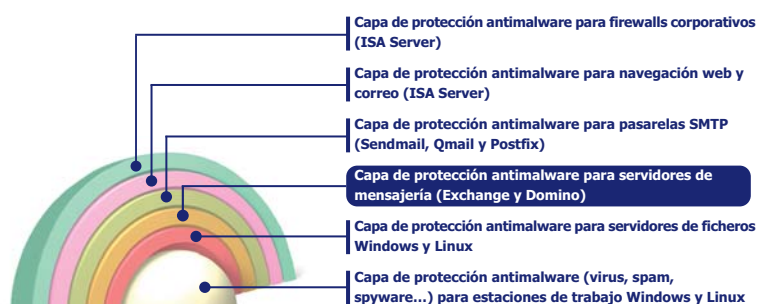 Capa de protección antimalware para firewalls corporativos
(ISA Server)
Capa de protección antimalware para navegación web y
correo (ISA Server)
Capa de protección antimalware para pasarelas SMTP
(Sendmail, Qmail y Postfix)
Capa de protección antimalware para servidores de
mensajería (Exchange y Domino)
Capa de protección antimalware para servidores de ficheros
Windows y Linux
Capa de protección antimalware (virus, spam,
spyware...) para estaciones de trabajo Windows y Linux